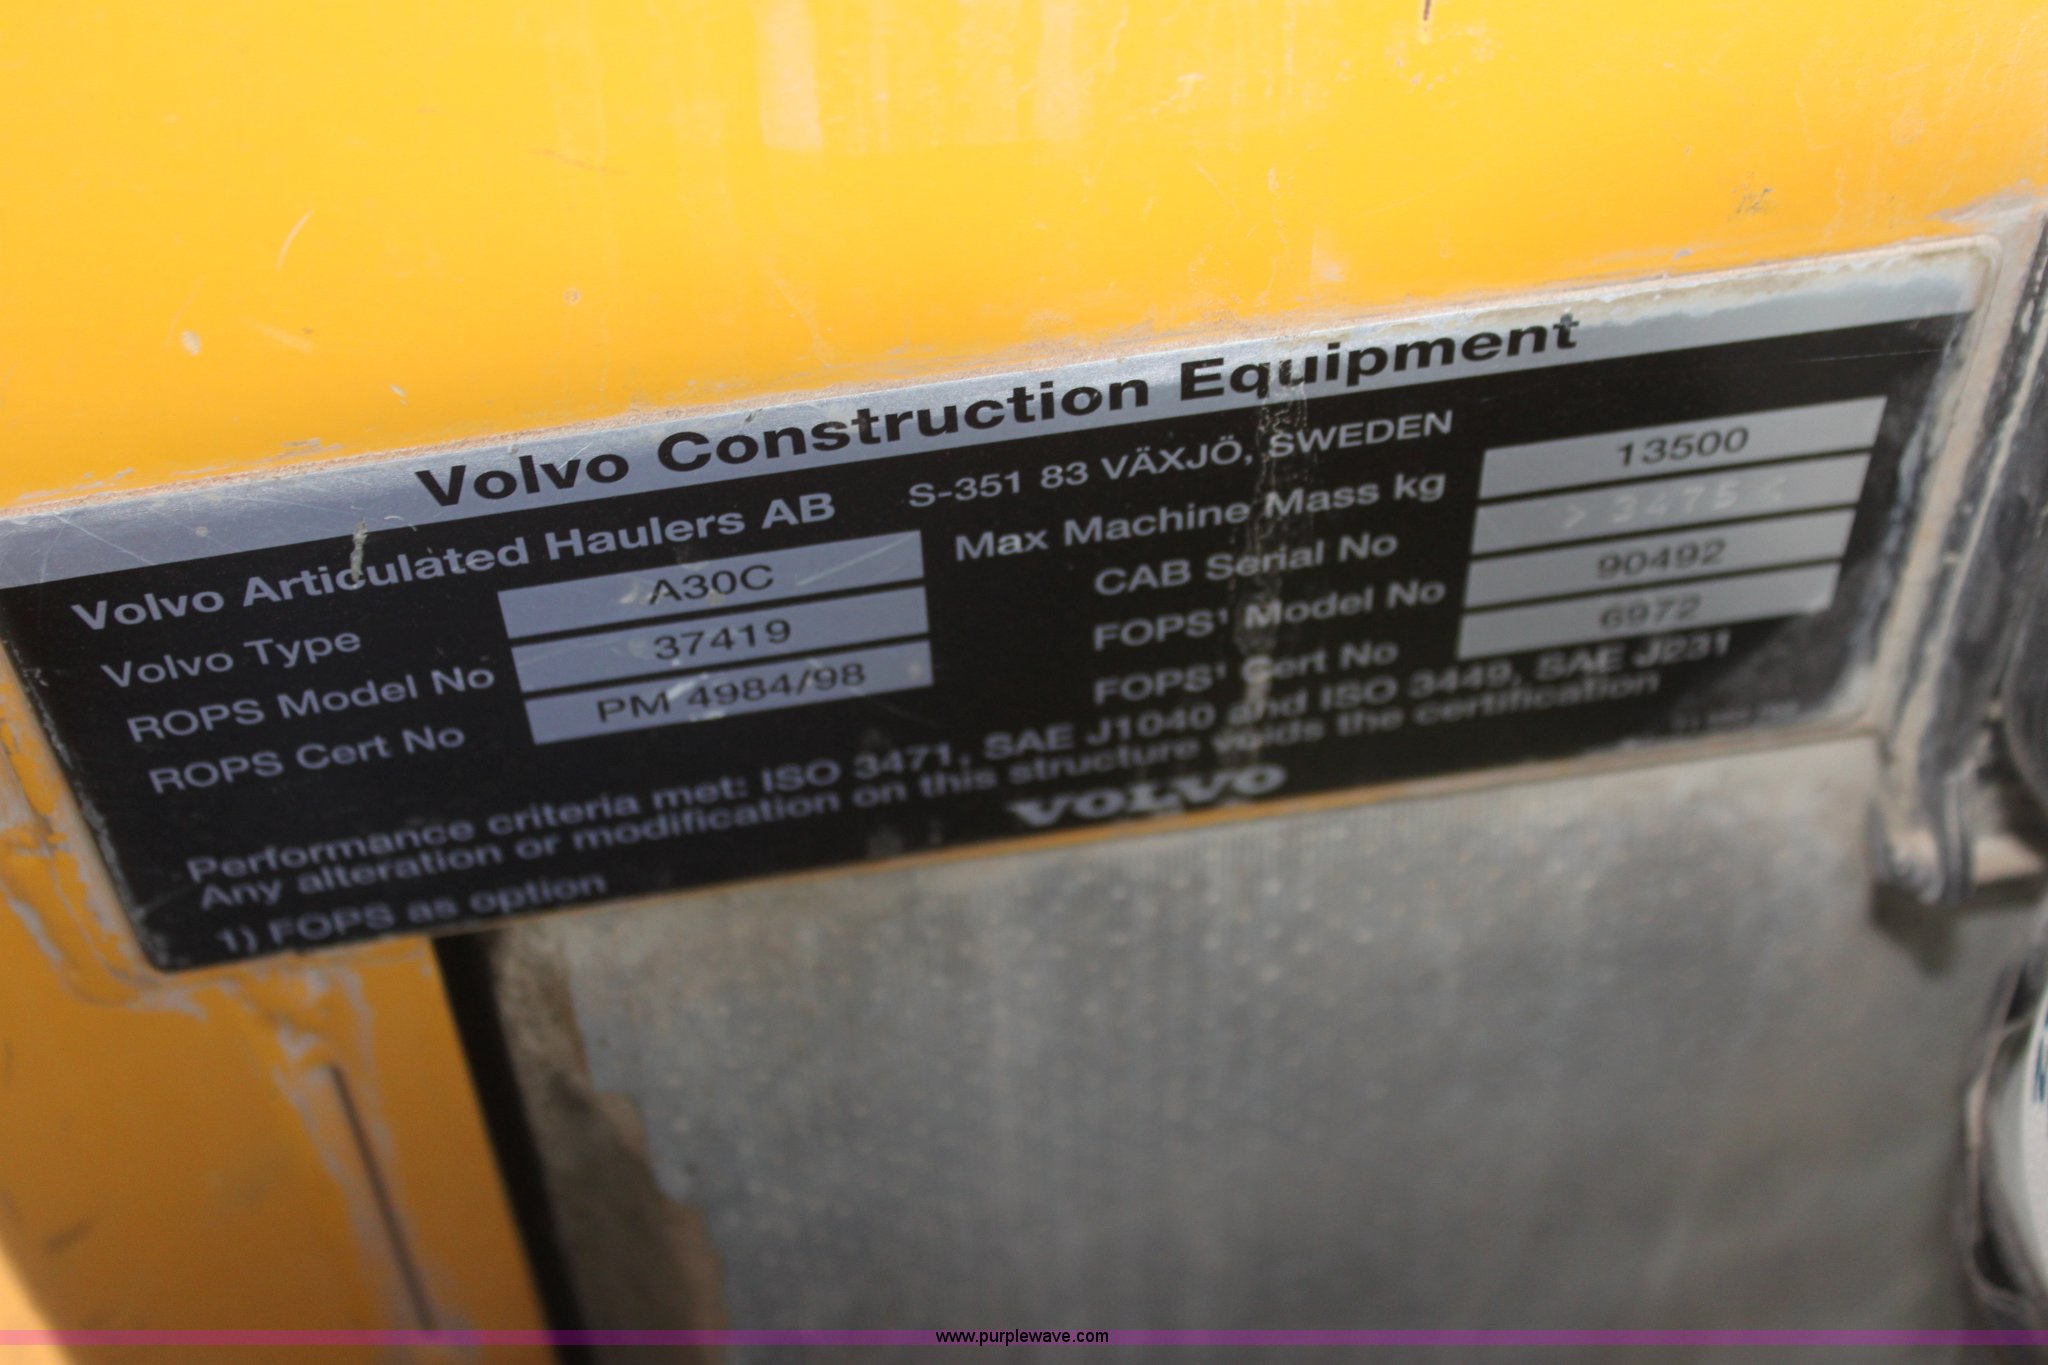 Volvo Construction Equipment
Volvo Articulated Haulers AB S-351 83 VÄXJÖ, SWEDEN
Volvo Type A30C Max Machine Mass kg 13500
ROPS Model No 37419 CAB Serial No > 3475 <
ROPS Cert No PM 4984/98 FOPS¹ Model No 90492
FOPS¹ Cert No 6972
Performance criteria met: ISO 3471, SAE J1040 and ISO 3449, SAE J231
Any alteration or modification on this structure voids the certification
1) FOPS as option VOLVO
www.purplewave.com